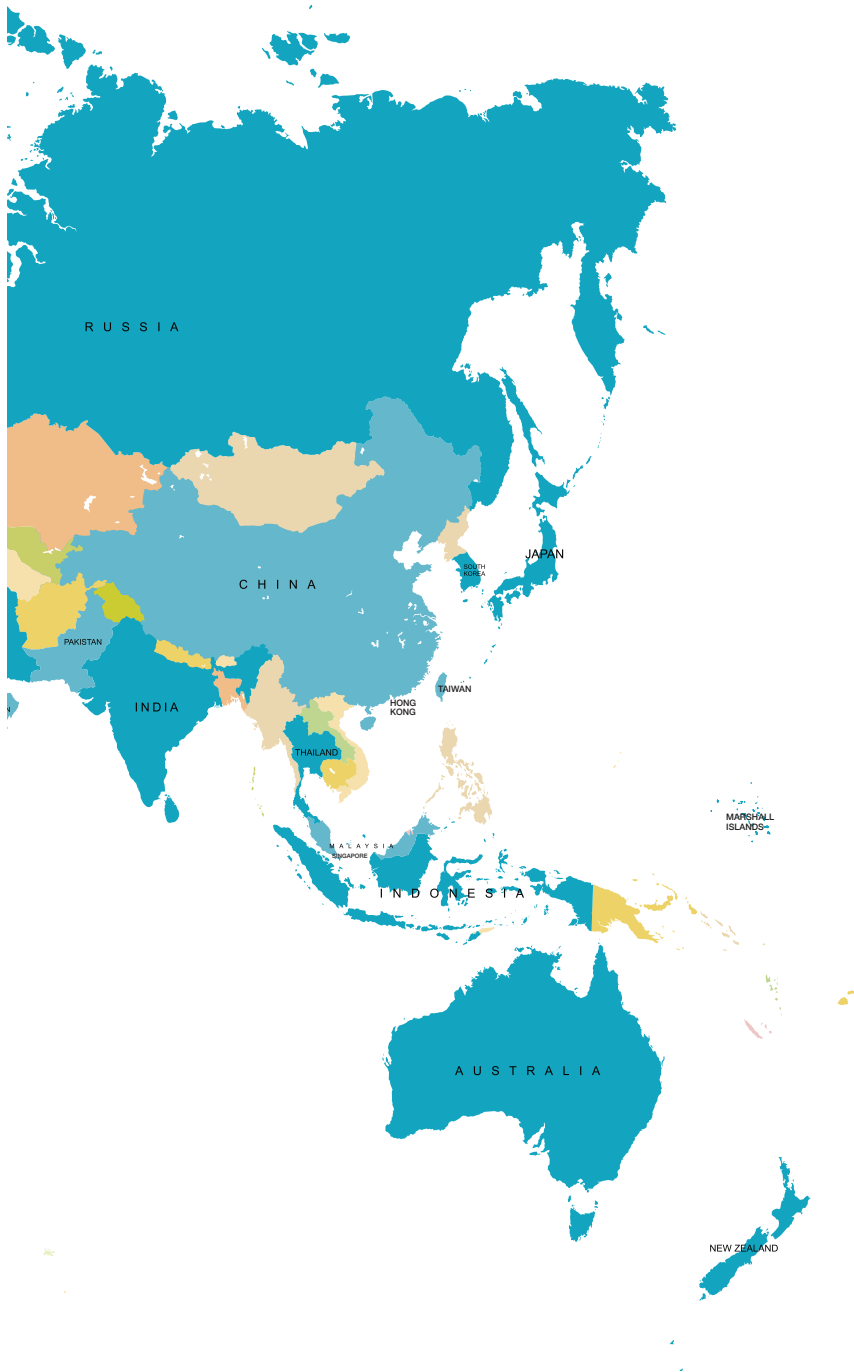 RUSSIA
JAPAN
SOUTH
KOREA
CHINA
PAKISTAN
TAIWAN
HONG
KONG
INDIA
N
THAILAND
MARSHALL
ISLANDS
MALAYSIA
SINGAPORE
INDONESIA
AUSTRALIA
NEW ZEALAND